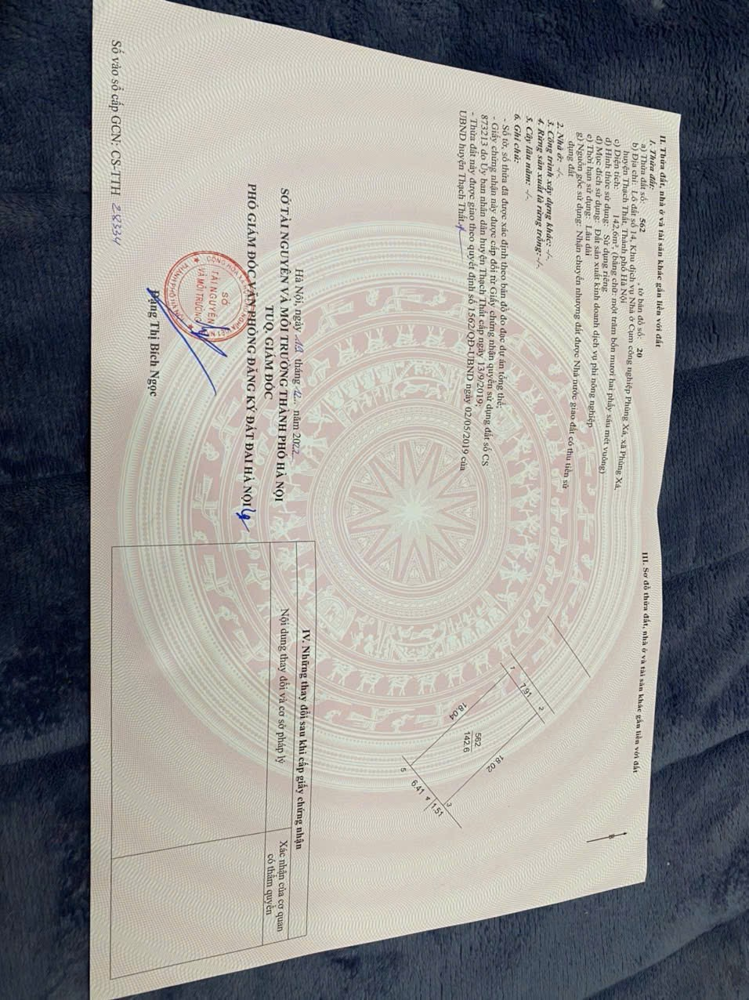 II. Thửa đất, nhà ở và tài sản khác gắn liền với đất
1. Thửa đất:
a) Thửa đất số: 562 , tờ bản đồ số: 20
b) Địa chỉ: Lô đất số 14, Khu dịch vụ Nhà ở Cụm công nghiệp Phùng Xá, xã Phùng Xá,
huyện Thạch Thất, Thành phố Hà Nội
c) Diện tích: 142,6m², (bằng chữ: một trăm bốn mươi hai phẩy sáu mét vuông)
d) Hình thức sử dụng: Sử dụng riêng
đ) Mục đích sử dụng: Đất sản xuất kinh doanh dịch vụ phi nông nghiệp
e) Thời hạn sử dụng: Lâu dài
g) Nguồn gốc sử dụng: Nhận chuyển nhượng đất được Nhà nước giao đất có thu tiền sử
dụng đất
2. Nhà ở: -/-.
3. Công trình xây dựng khác: -/-.
4. Rừng sản xuất là rừng trồng: -/-.
5. Cây lâu năm: -/-.
6. Ghi chú:
- Số tờ, số thửa đã được xác định theo bản đồ đo đạc dự án tổng thể;
- Giấy chứng nhận này được cấp đổi từ Giấy chứng nhận quyền sử dụng đất số CS
873213 do Ủy ban nhân dân huyện Thạch Thất cấp ngày 13/9/2019;
- Thửa đất này được giao theo quyết định số 1562/QĐ-UBND ngày 02/05/2019 của
UBND huyện Thạch Thất.
Hà Nội, ngày tháng 12 năm 2022
SỞ TÀI NGUYÊN VÀ MÔI TRƯỜNG THÀNH PHỐ HÀ NỘI
TUQ. GIÁM ĐỐC
PHÓ GIÁM ĐỐC VĂN PHÒNG ĐĂNG KÝ ĐẤT ĐAI HÀ NỘI
SỞ
TÀI NGUYÊN
VÀ MÔI TRƯỜNG
Đặng Thị Bích Ngọc
Số vào sổ cấp GCN: CS-TTH 28334
III. Sơ đồ thửa đất, nhà ở và tài sản khác gắn liền với đất
B
1
7.91
2
18.04
562
142.6
18.02
5
6.41
1.51
3
IV. Những thay đổi sau khi cấp giấy chứng nhận
Nội dung thay đổi và cơ sở pháp lý
Xác nhận của cơ quan
có thẩm quyền